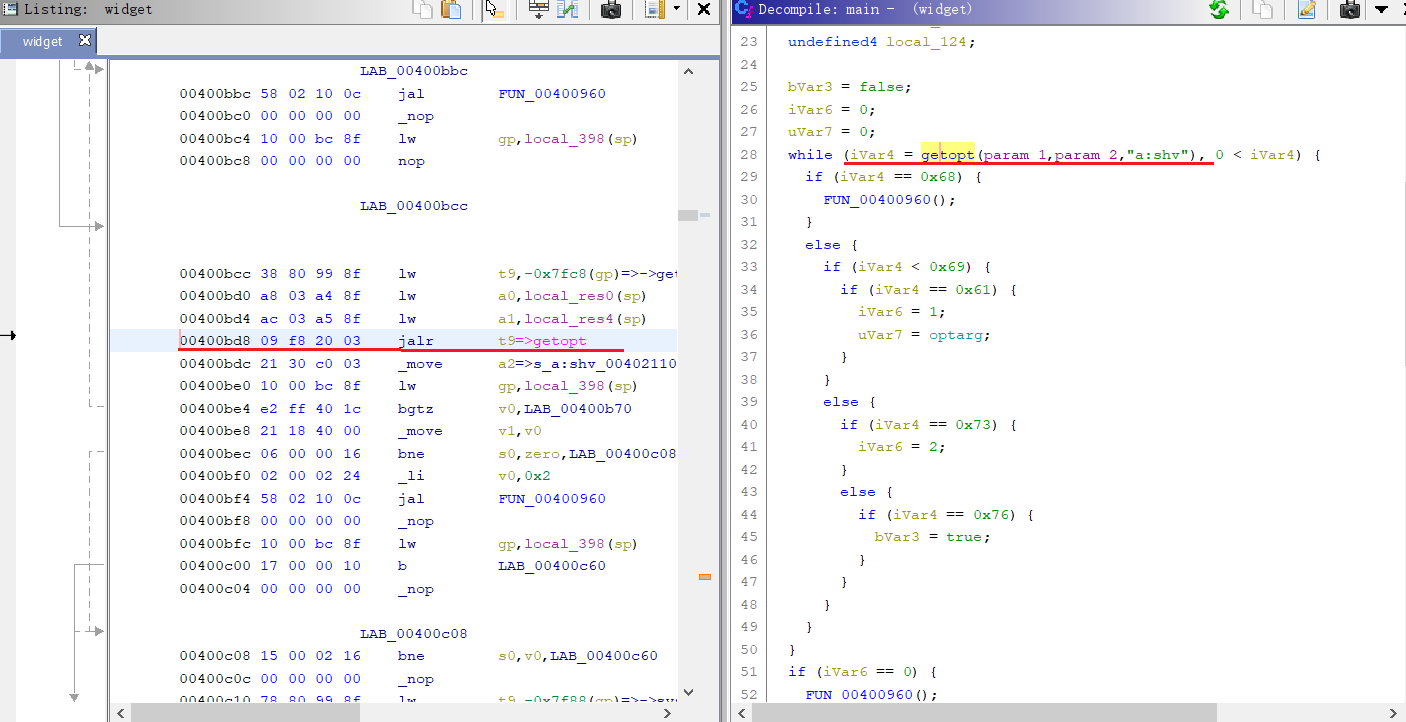 Listing: widget
widget
LAB_00400bbc
00400bbc 58 02 10 0c jal FUN_00400960
00400bc0 00 00 00 00 _nop
00400bc4 10 00 bc 8f lw gp,local_398(sp)
00400bc8 00 00 00 00 nop
LAB_00400bcc
00400bcc 38 80 99 8f lw t9,-0x7fc8(gp)=>->get
00400bd0 a8 03 a4 8f lw a0,local_res0(sp)
00400bd4 ac 03 a5 8f lw a1,local_res4(sp)
00400bd8 09 f8 20 03 jalr t9=>getopt
00400bdc 21 30 c0 03 _move a2=>s_a:shv_00402110
00400be0 10 00 bc 8f lw gp,local_398(sp)
00400be4 e2 ff 40 1c bgtz v0,LAB_00400b70
00400be8 21 18 40 00 _move v1,v0
00400bec 06 00 00 16 bne s0,zero,LAB_00400c08
00400bf0 02 00 02 24 _li v0,0x2
00400bf4 58 02 10 0c jal FUN_00400960
00400bf8 00 00 00 00 _nop
00400bfc 10 00 bc 8f lw gp,local_398(sp)
00400c00 17 00 00 10 b LAB_00400c60
00400c04 00 00 00 00 _nop
LAB_00400c08
00400c08 15 00 02 16 bne s0,v0,LAB_00400c60
00400c0c 00 00 00 00 _nop
00400c10 78 80 99 8f lw t9,-0x7f88(gp)=>->sys
Decompile: main - (widget)
23 undefined4 local_124;
24
25 bVar3 = false;
26 iVar6 = 0;
27 uVar7 = 0;
28 while (iVar4 = getopt(param_1,param_2,"a:shv"), 0 < iVar4) {
29 if (iVar4 == 0x68) {
30 FUN_00400960();
31 }
32 else {
33 if (iVar4 < 0x69) {
34 if (iVar4 == 0x61) {
35 iVar6 = 1;
36 uVar7 = optarg;
37 }
38 }
39 else {
40 if (iVar4 == 0x73) {
41 iVar6 = 2;
42 }
43 else {
44 if (iVar4 == 0x76) {
45 bVar3 = true;
46 }
47 }
48 }
49 }
50 }
51 if (iVar6 == 0) {
52 FUN_00400960();